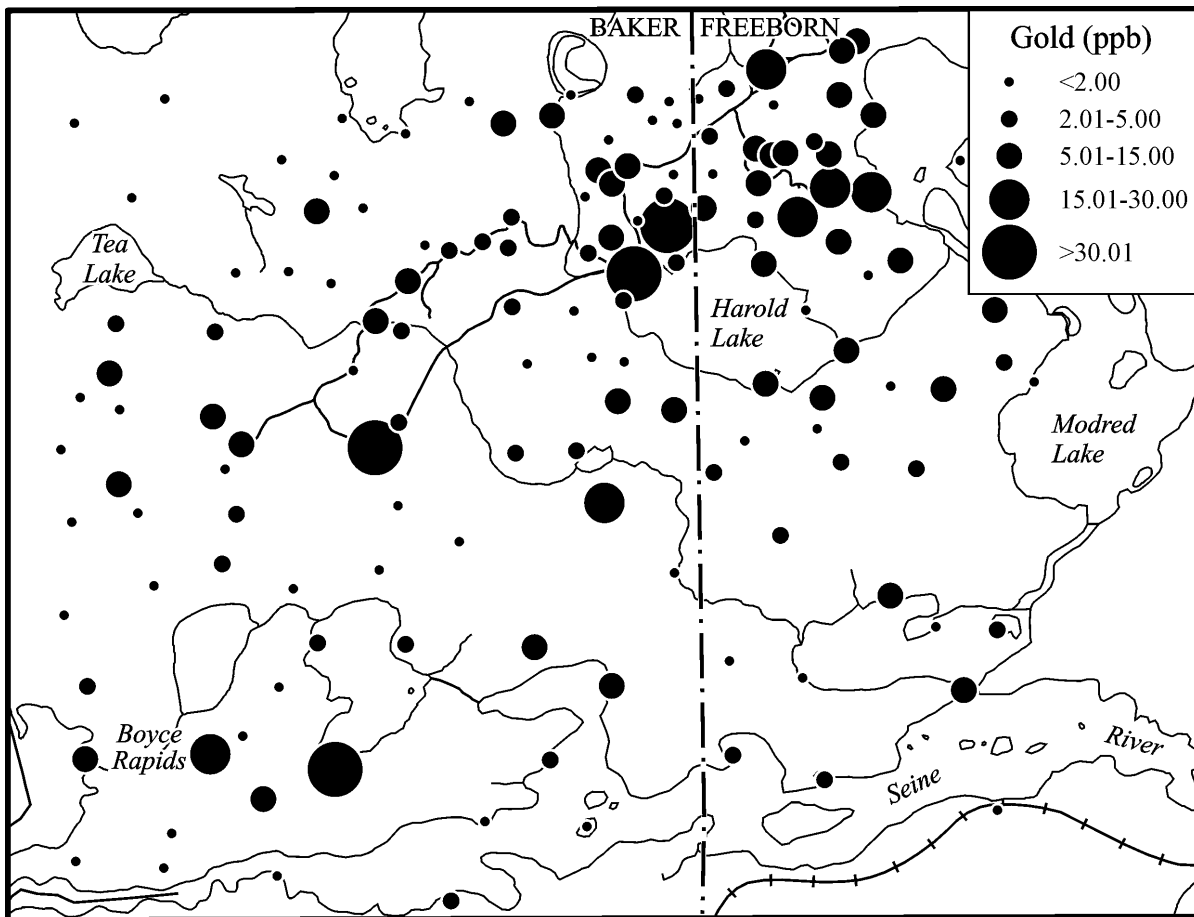 BAKER FREEBORN
Gold (ppb)
<2.00
2.01-5.00
5.01-15.00
15.01-30.00
>30.01
Tea
Lake
Harold
Lake
Modred
Lake
Boyce
Rapids
River
Seine